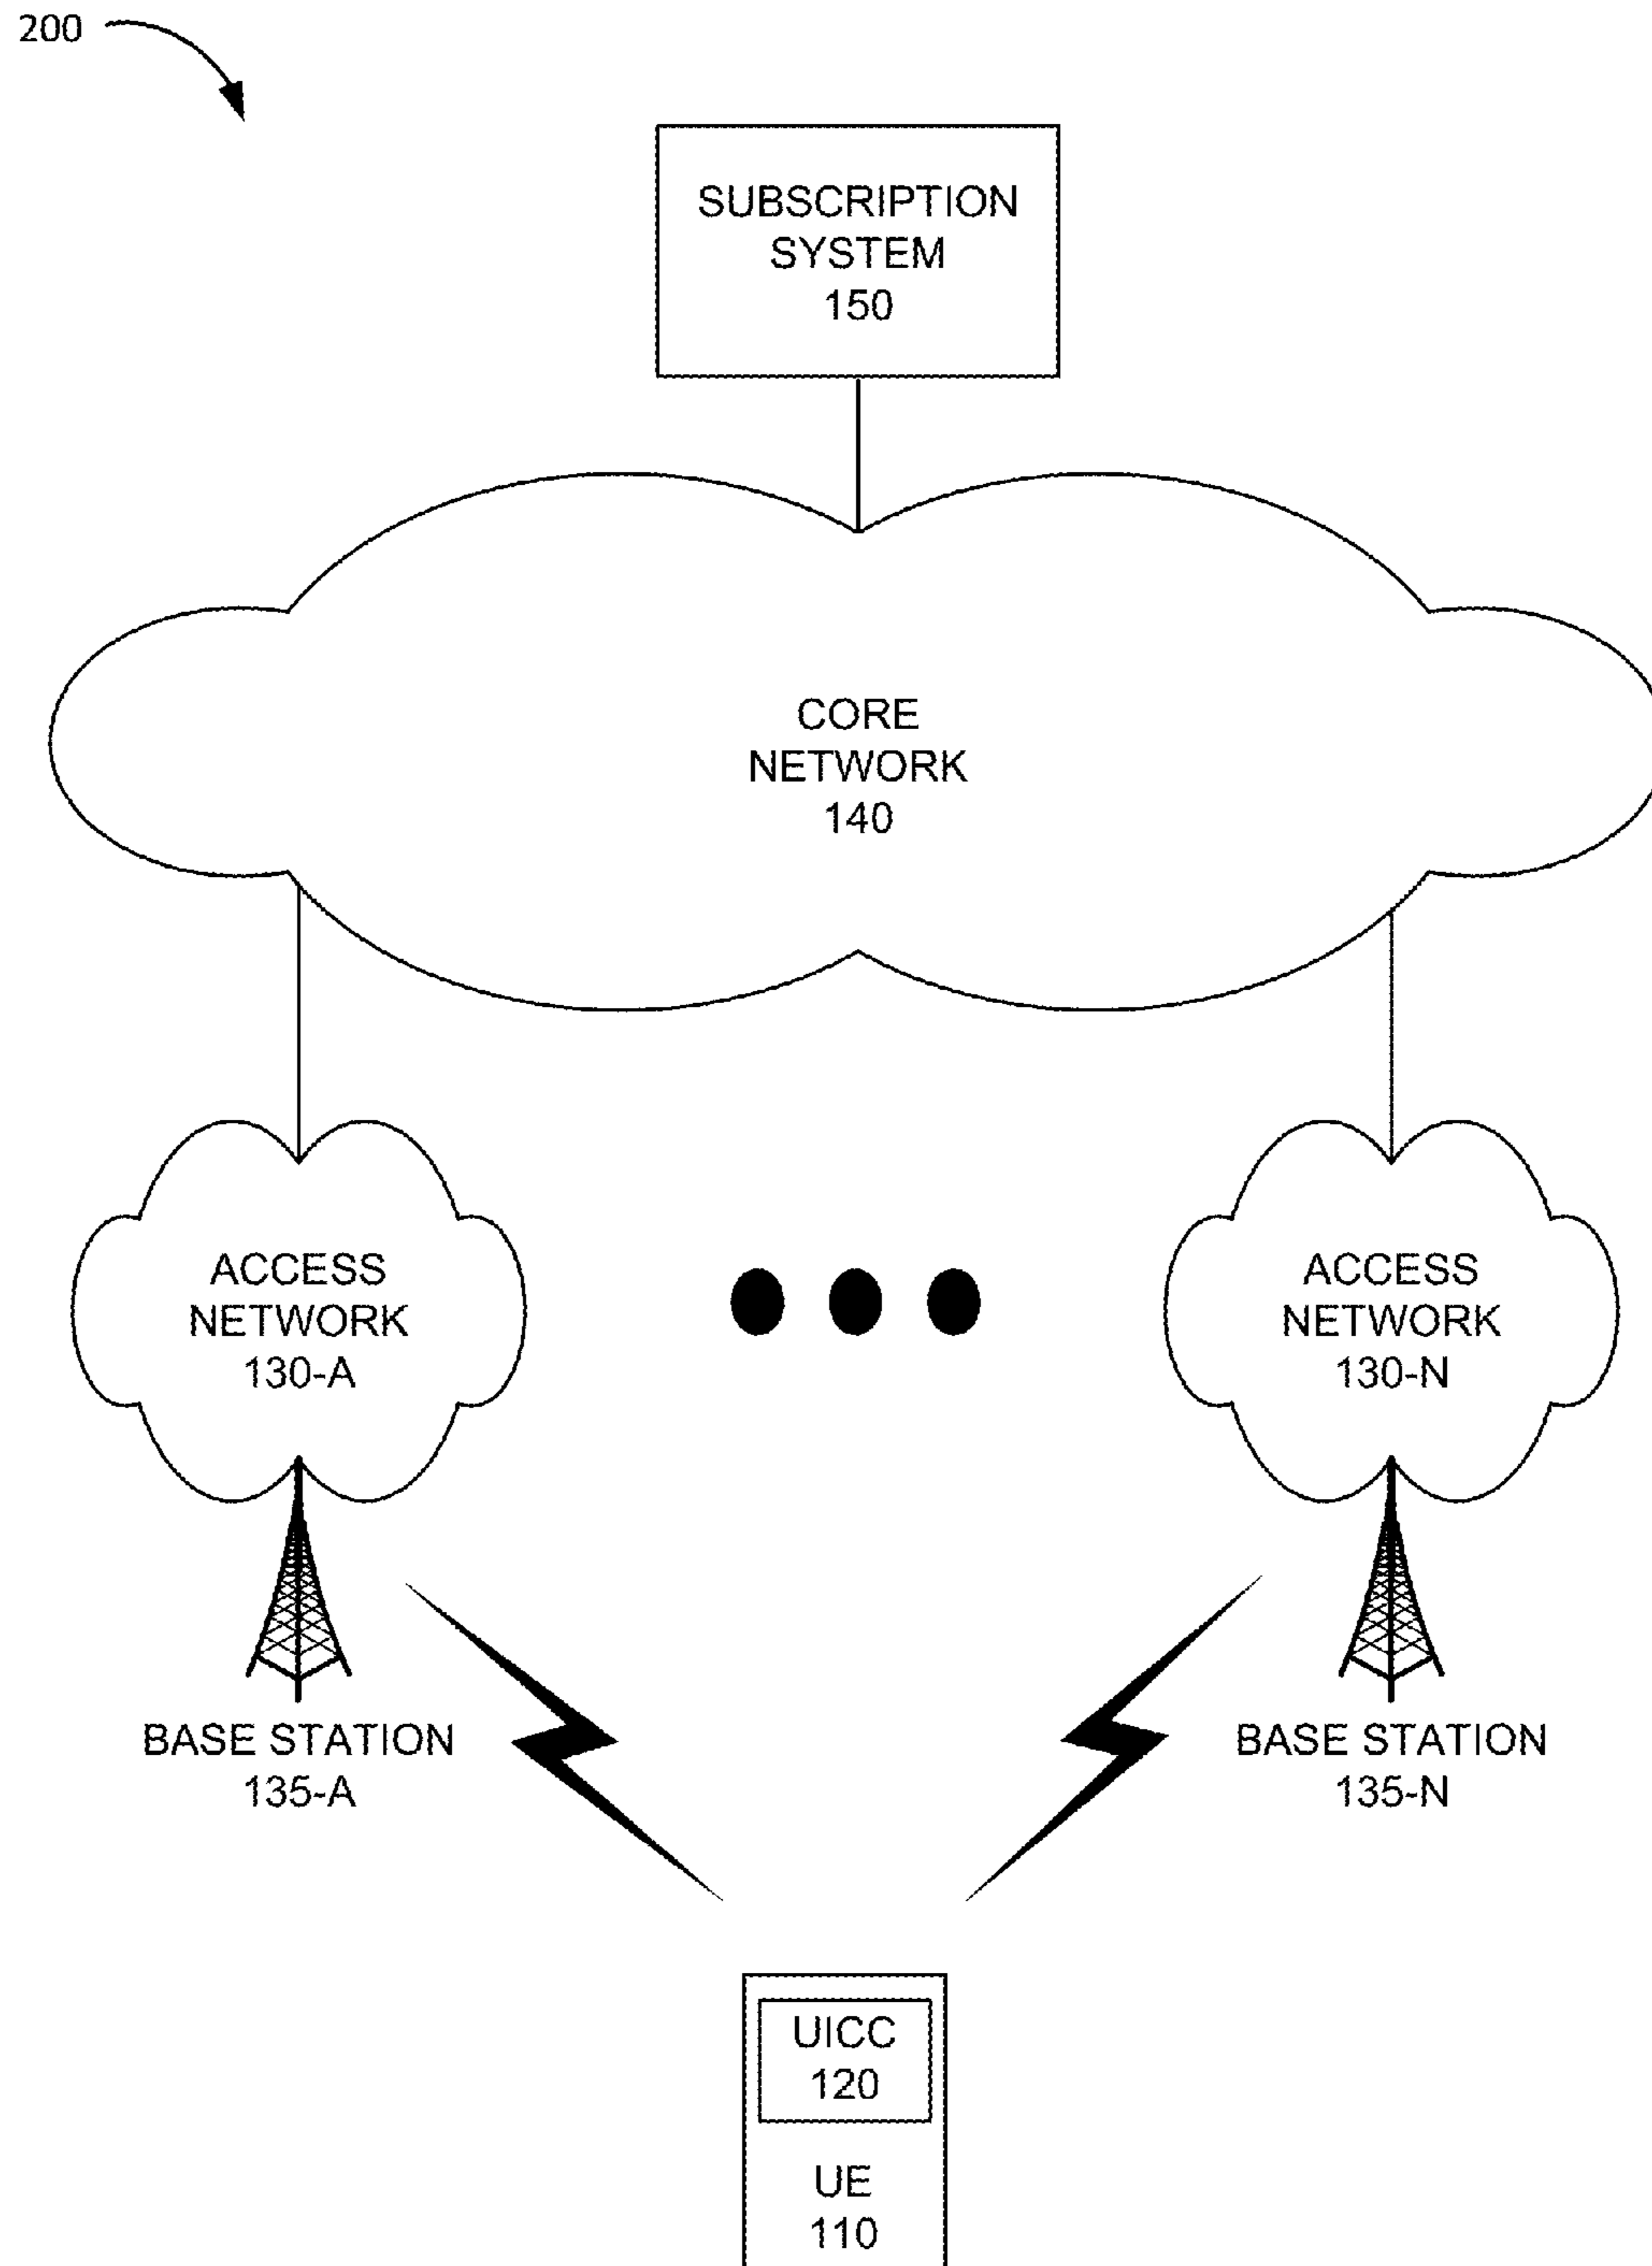 200
SUBSCRIPTION
SYSTEM
150
CORE
NETWORK
140
ACCESS
NETWORK
130-A
ACCESS
NETWORK
130-N
BASE STATION
135-A
BASE STATION
135-N
UICC
120
UE
110